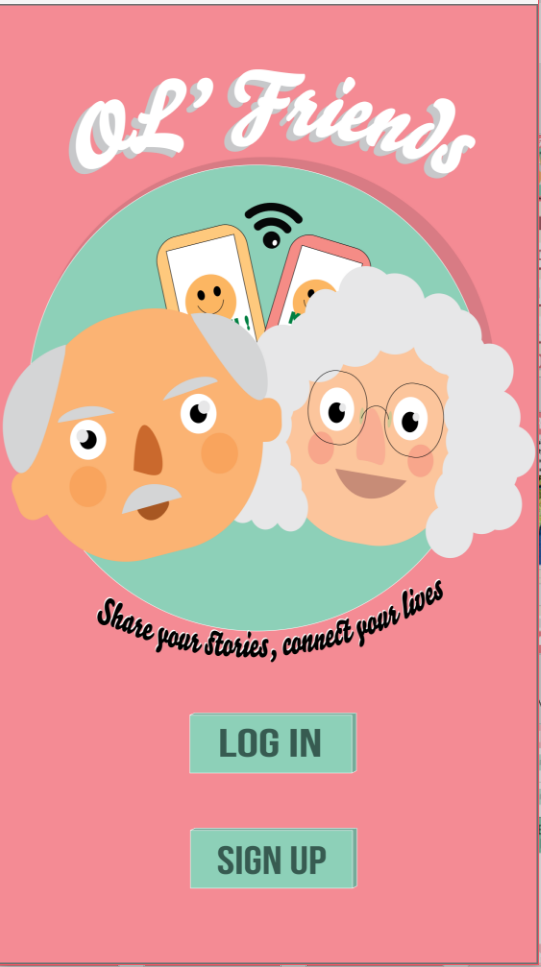 OL' Friends
Share your stories, connect your lives
LOG IN
SIGN UP